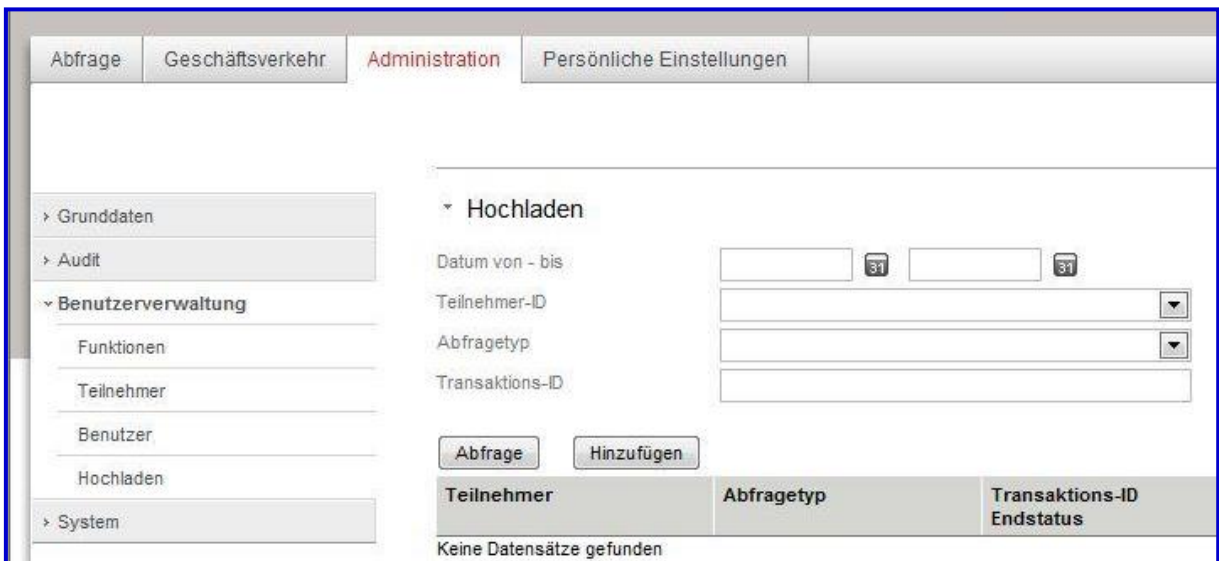 Abfrage Geschäftsverkehr Administration Persönliche Einstellungen
Grunddaten
Audit
Benutzerverwaltung
Funktionen
Teilnehmer
Benutzer
Hochladen
System
Hochladen
Datum von - bis 31 31
Teilnehmer-ID
Abfragetyp
Transaktions-ID
Abfrage Hinzufügen
Teilnehmer Abfragetyp Transaktions-ID
Endstatus
Keine Datensätze gefunden